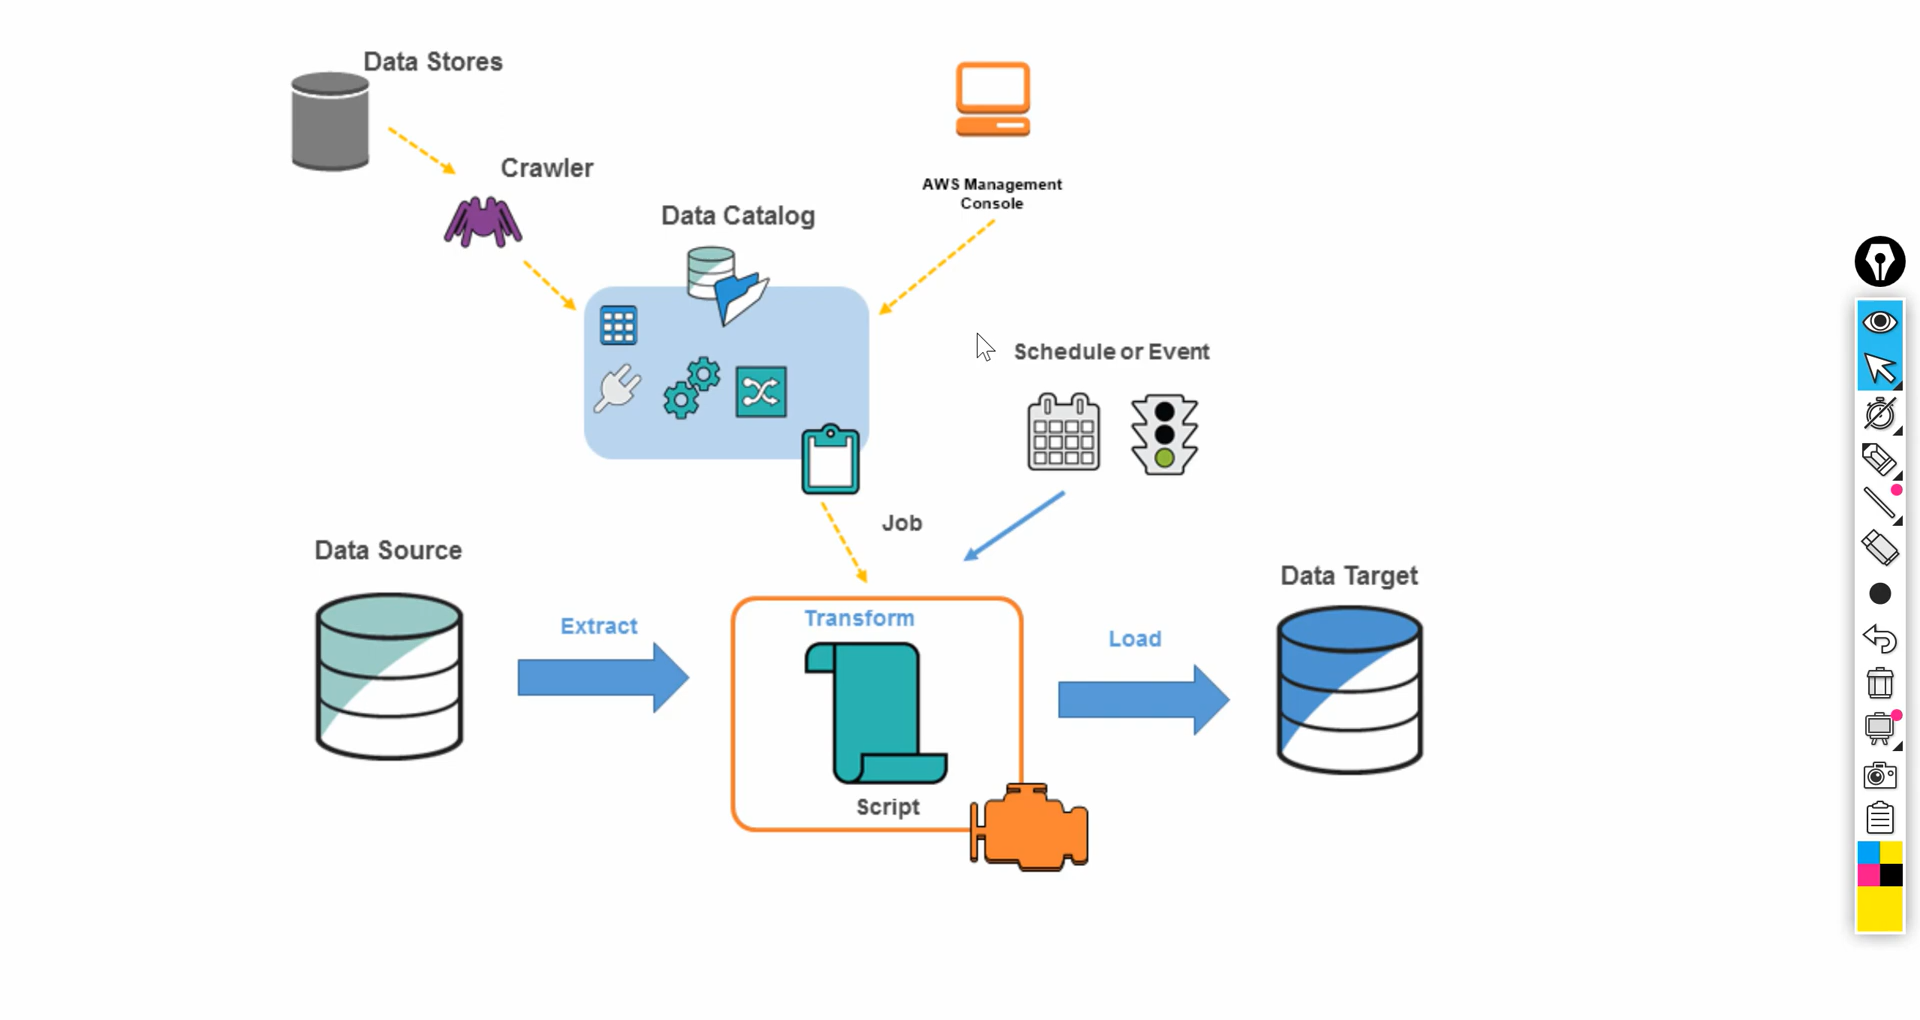 Data Stores
Crawler
AWS Management
Console
Data Catalog
Schedule or Event
Job
Data Source
Data Target
Extract
Transform
Load
Script